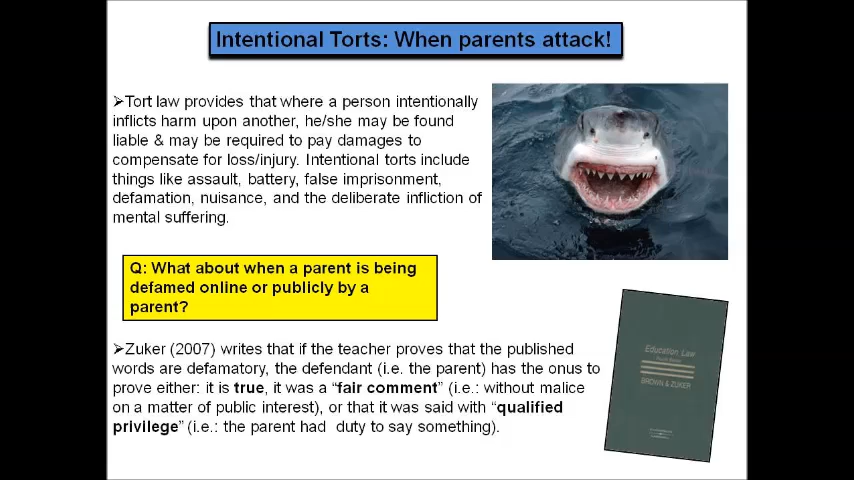 Intentional Torts: When parents attack!
➢Tort law provides that where a person intentionally
inflicts harm upon another, he/she may be found
liable & may be required to pay damages to
compensate for loss/injury. Intentional torts include
things like assault, battery, false imprisonment,
defamation, nuisance, and the deliberate infliction of
mental suffering.
Q: What about when a parent is being
defamed online or publicly by a
parent?
➢Zuker (2007) writes that if the teacher proves that the published
words are defamatory, the defendant (i.e. the parent) has the onus to
prove either: it is true, it was a “fair comment” (i.e.: without malice
on a matter of public interest), or that it was said with “qualified
privilege” (i.e.: the parent had  duty to say something).
Education Law
BROWN & ZUKER